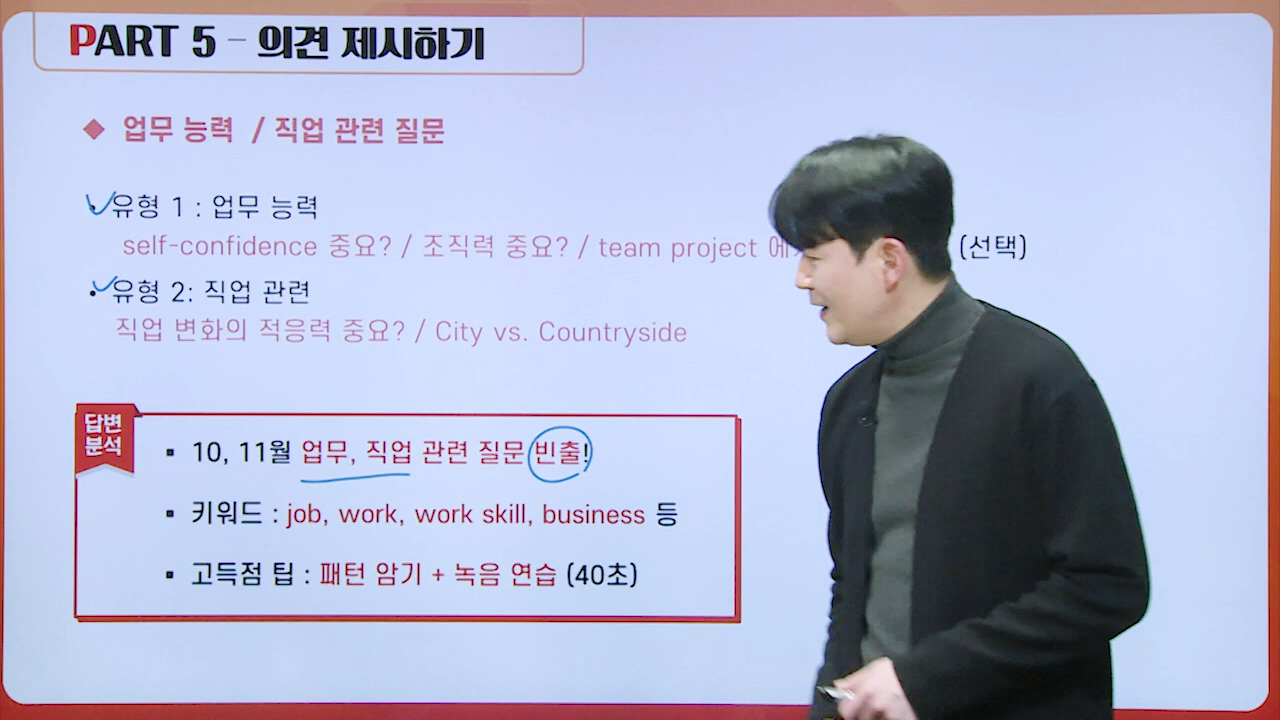 PART 5 - 의견 제시하기
◆ 업무 능력 / 직업 관련 질문
• 유형 1 : 업무 능력
self-confidence 중요? / 조직력 중요? / team project (선택)
• 유형 2: 직업 관련
직업 변화의 적응력 중요? / City vs. Countryside
답변
분석
▪ 10, 11월 업무, 직업 관련 질문 빈출!
▪ 키워드 : job, work, work skill, business 등
▪ 고득점 팁 : 패턴 암기 + 녹음 연습 (40초)